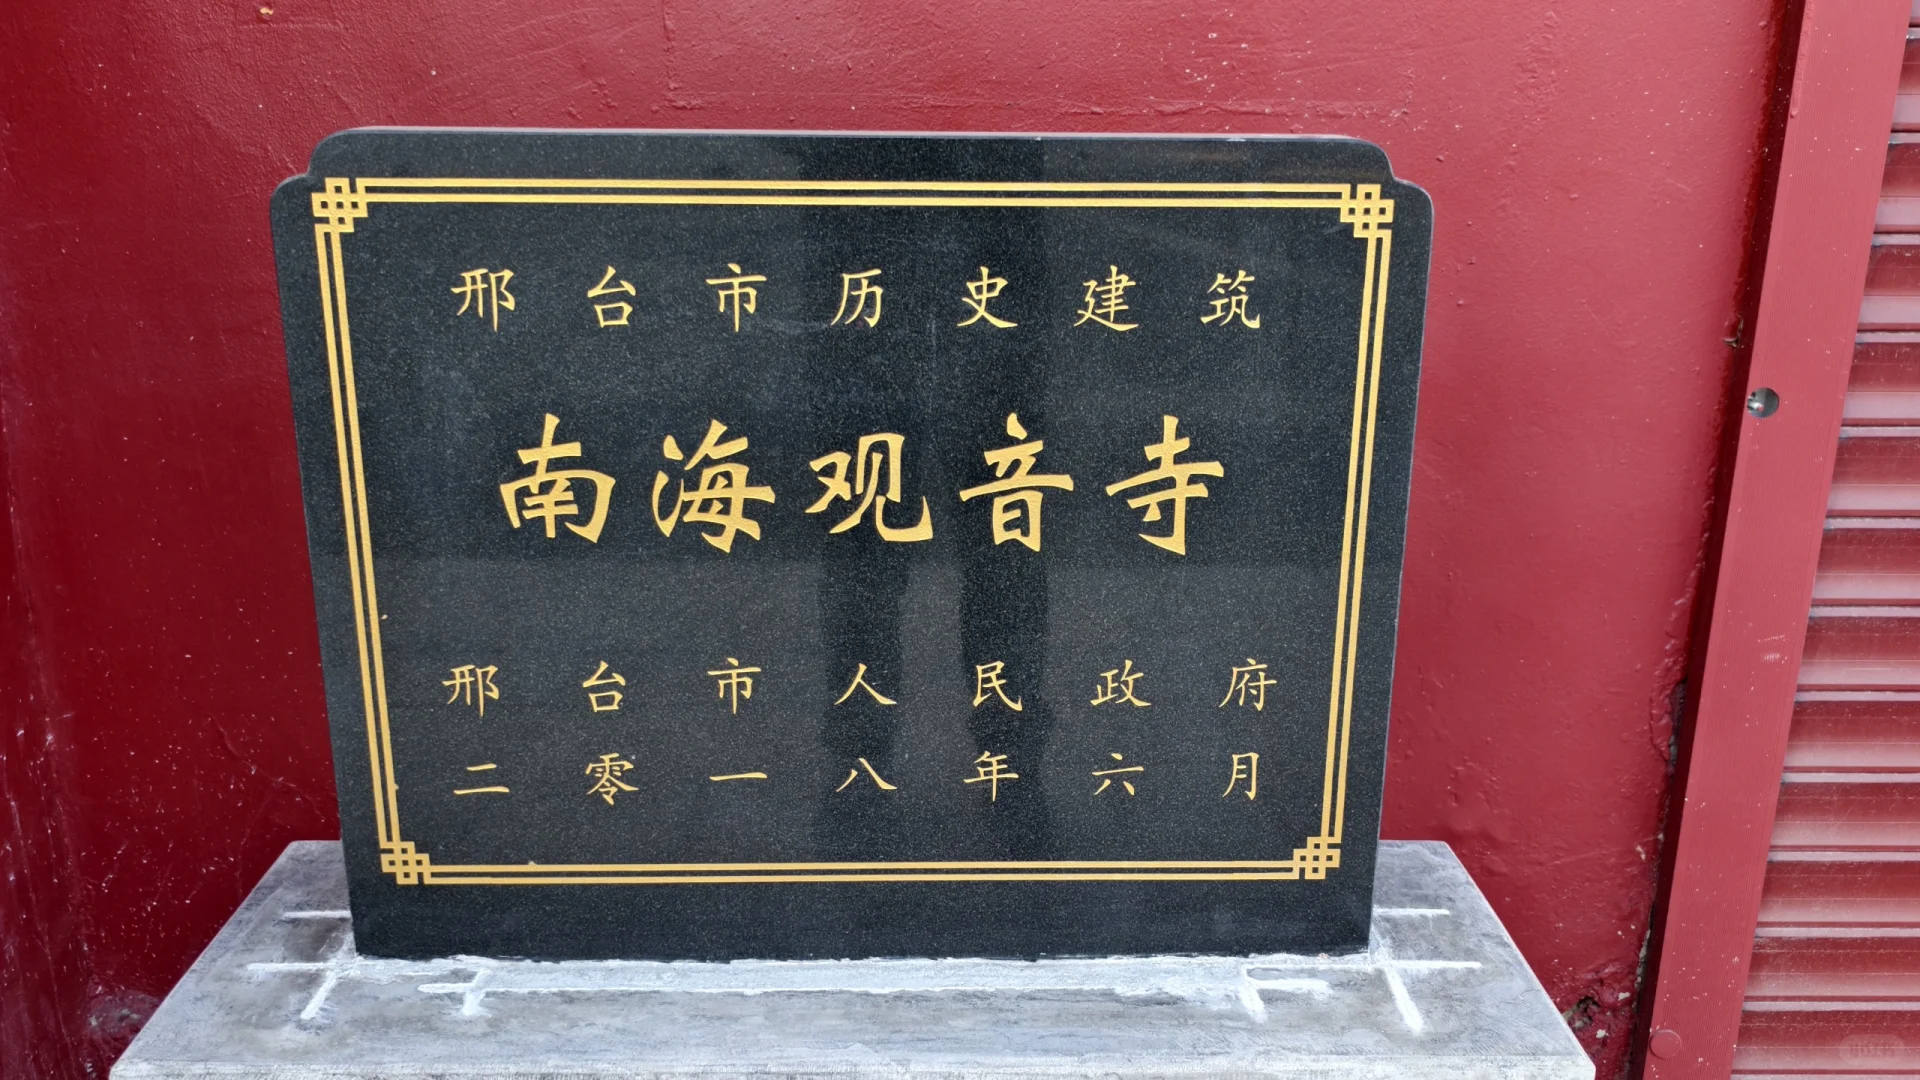 邢台市历史建筑
南海观音寺
邢台市人民政府
二零一八年六月